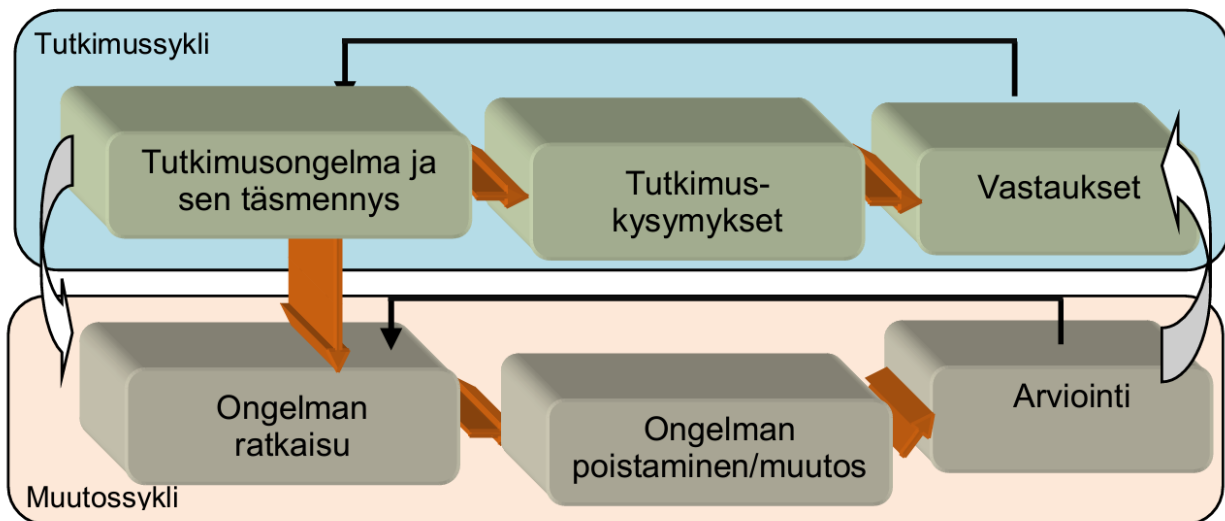 Tutkimussykli
Tutkimusongelma ja
sen täsmennys
Tutkimus-
kysymykset
Vastaukset
Ongelman
ratkaisu
Ongelman
poistaminen/muutos
Arviointi
Muutossykli